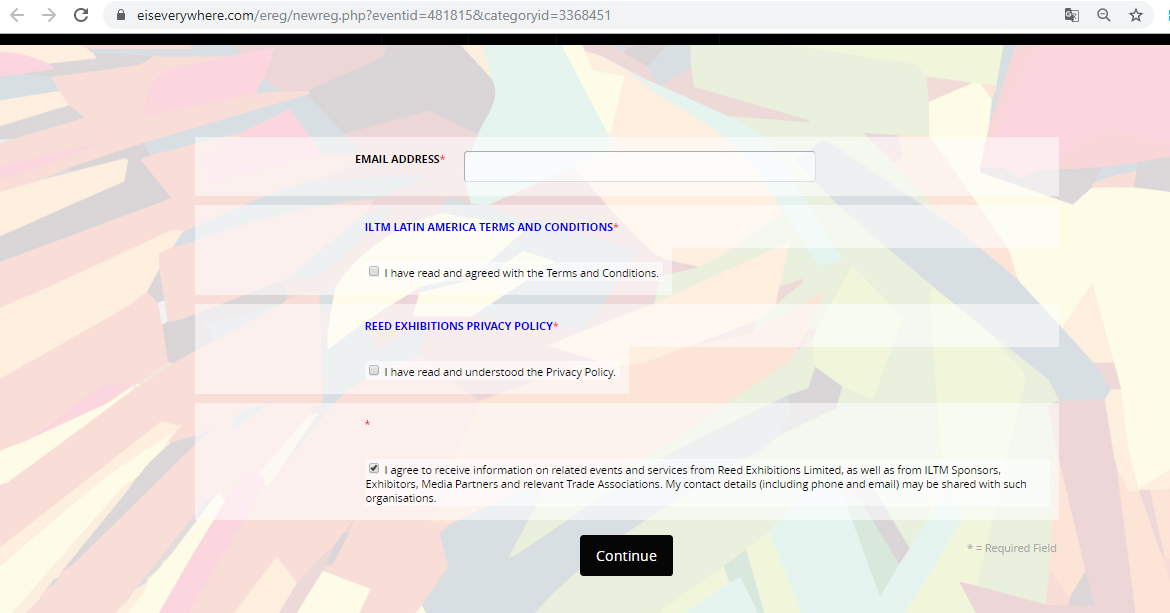 eiseverywhere.com/ereg/newreg.php?eventid=481815&categoryid=3368451
EMAIL ADDRESS*
ILTM LATIN AMERICA TERMS AND CONDITIONS*
I have read and agreed with the Terms and Conditions.
REED EXHIBITIONS PRIVACY POLICY*
I have read and understood the Privacy Policy.
*
I agree to receive information on related events and services from Reed Exhibitions Limited, as well as from ILTM Sponsors,
Exhibitors, Media Partners and relevant Trade Associations. My contact details (including phone and email) may be shared with such
organisations.
* = Required Field
Continue